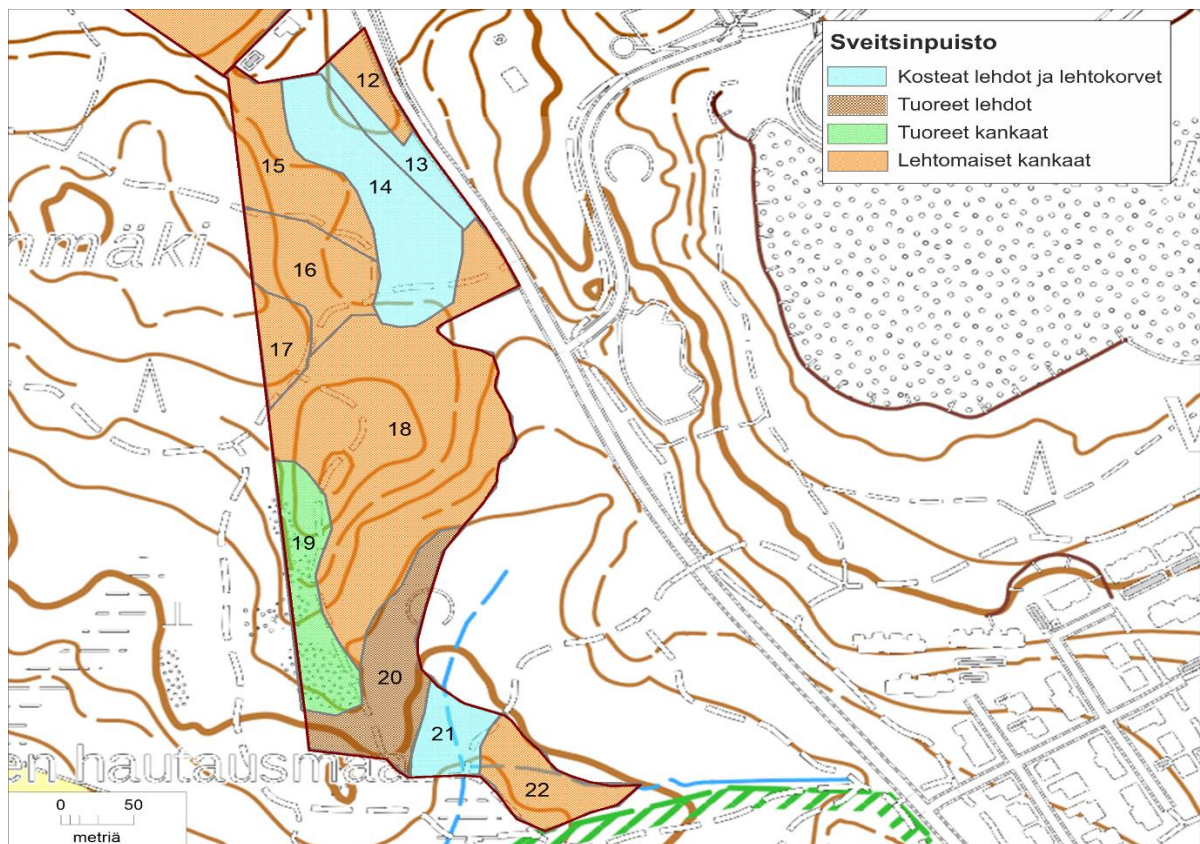 Sveitsinpuisto
Kosteat lehdot ja lehtokorvet
Tuoreet lehdot
Tuoreet kankaat
Lehtomaiset kankaat
12
13
15
14
nmäki
16
17
18
19
20
21
22
en hautausmaa
0 50
metriä